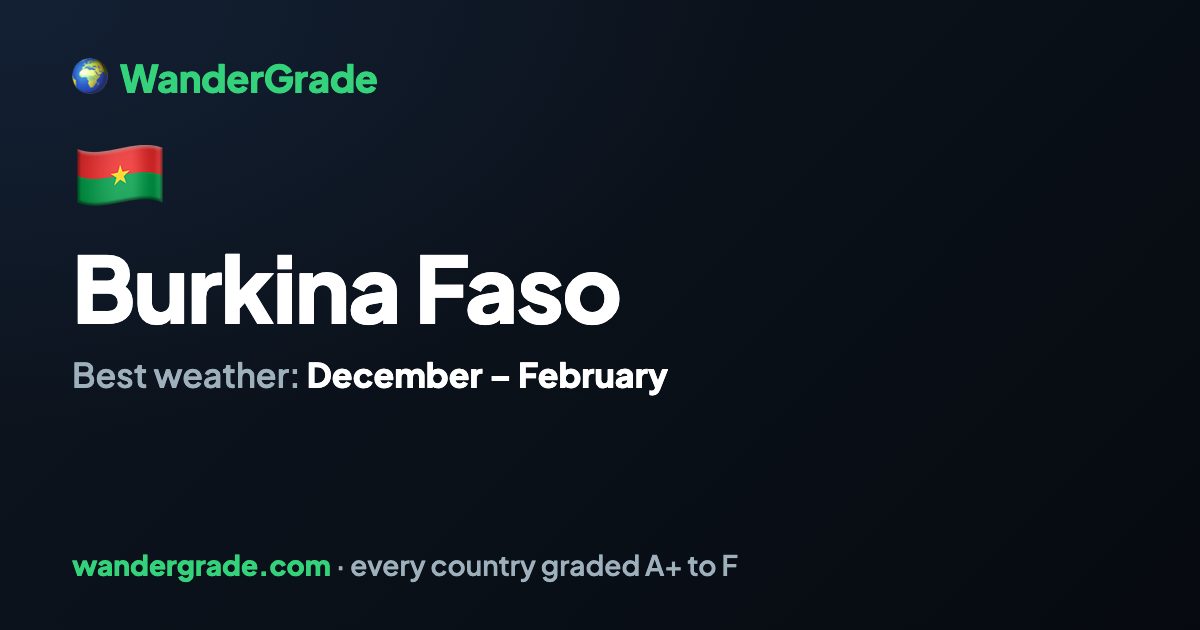 WanderGrade
Burkina Faso
Best weather: December – February
wandergrade.com · every country graded A+ to F